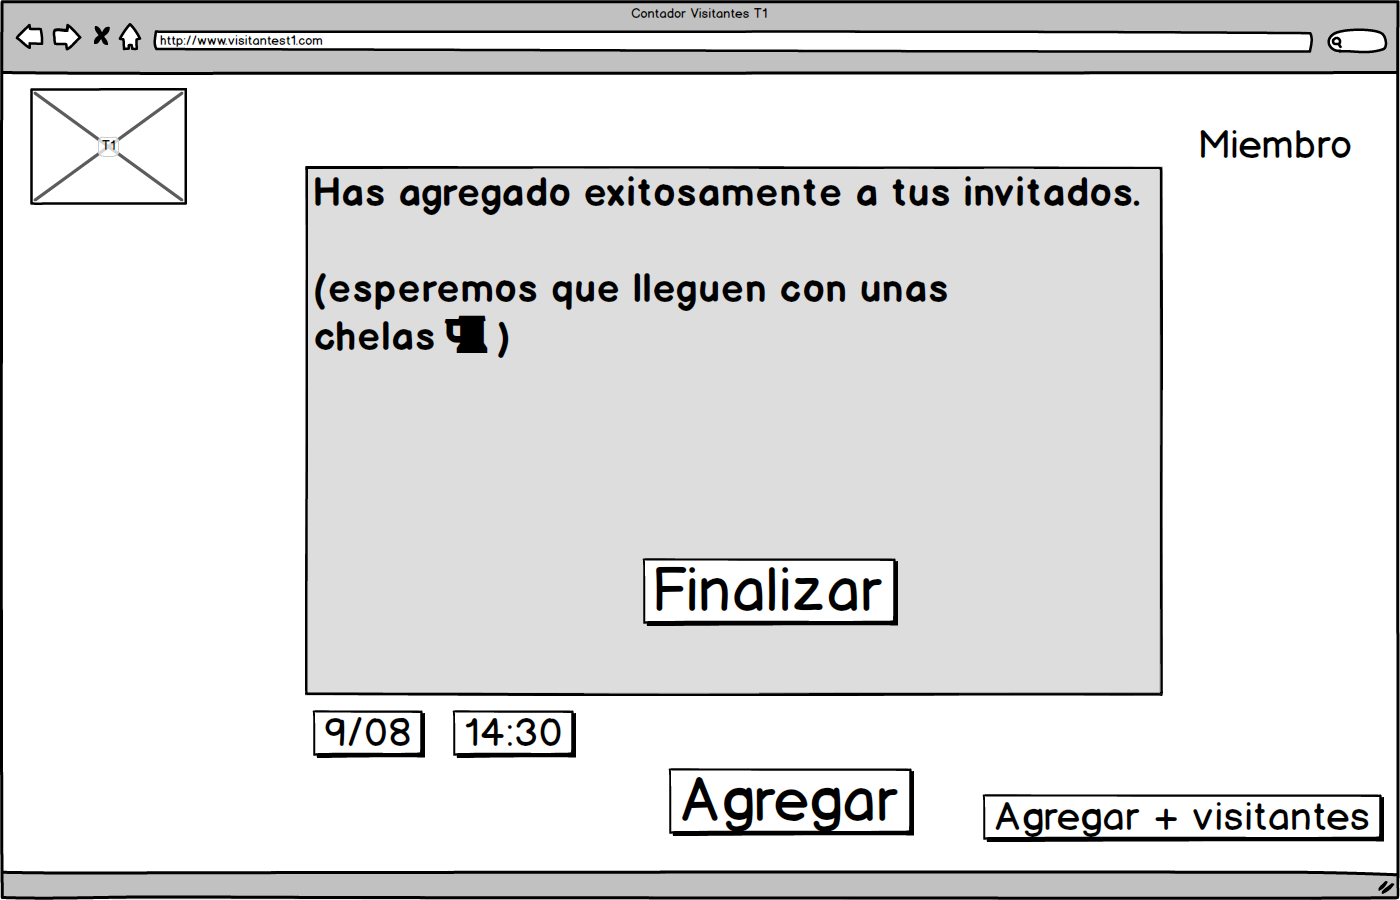 Contador Visitantes T1
http://www.visitantest1.com
T1
Miembro
Has agregado exitosamente a tus invitados.
(esperemos que lleguen con unas
chelas )
Finalizar
9/08
14:30
Agregar
Agregar + visitantes